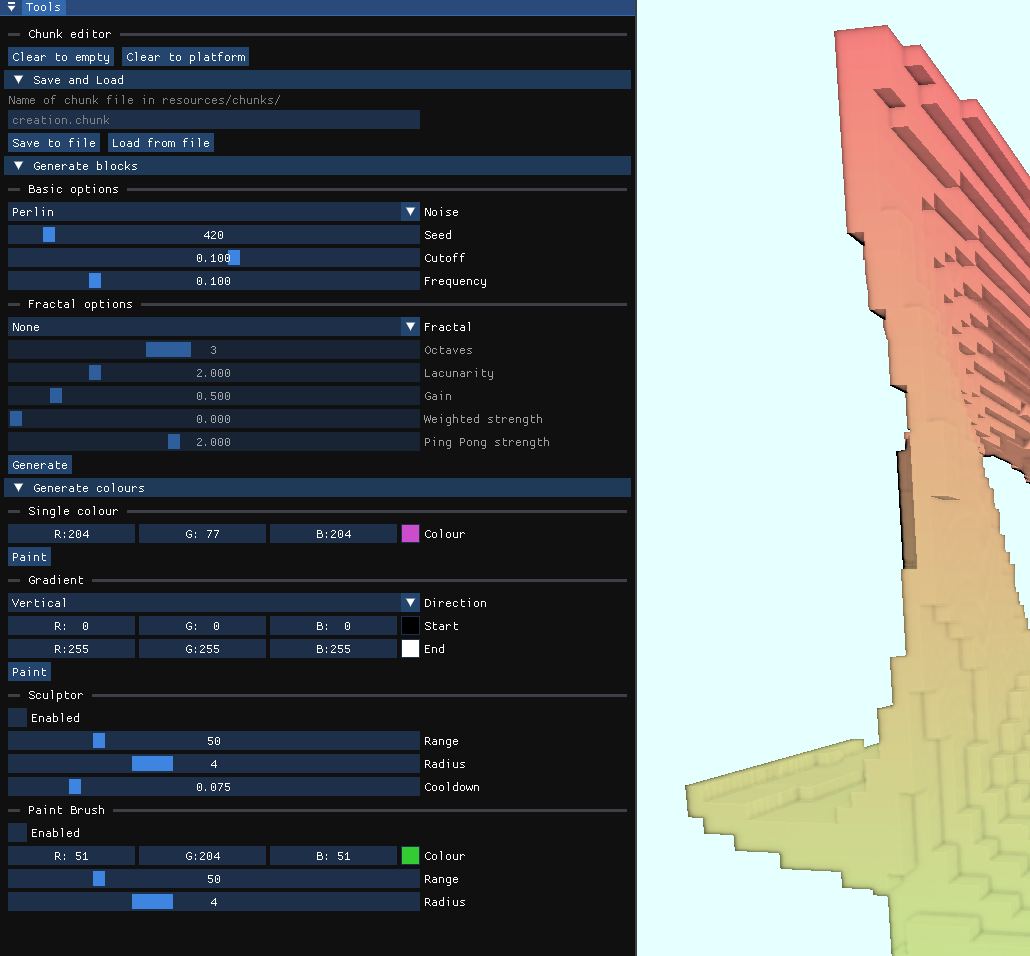 Tools
Chunk editor
Clear to empty Clear to platform
Save and Load
Name of chunk file in resources/chunks/
creation.chunk
Save to file Load from file
Generate blocks
Basic options
Perlin Noise
420 Seed
0.100 Cutoff
0.100 Frequency
Fractal options
None Fractal
3 Octaves
2.000 Lacunarity
0.500 Gain
0.000 Weighted strength
2.000 Ping Pong strength
Generate
Generate colours
Single colour
R:204 G: 77 B:204 Colour
Paint
Gradient
Vertical Direction
R: 0 G: 0 B: 0 Start
R:255 G:255 B:255 End
Paint
Sculptor
Enabled
50 Range
4 Radius
0.075 Cooldown
Paint Brush
Enabled
R: 51 G:204 B: 51 Colour
50 Range
4 Radius